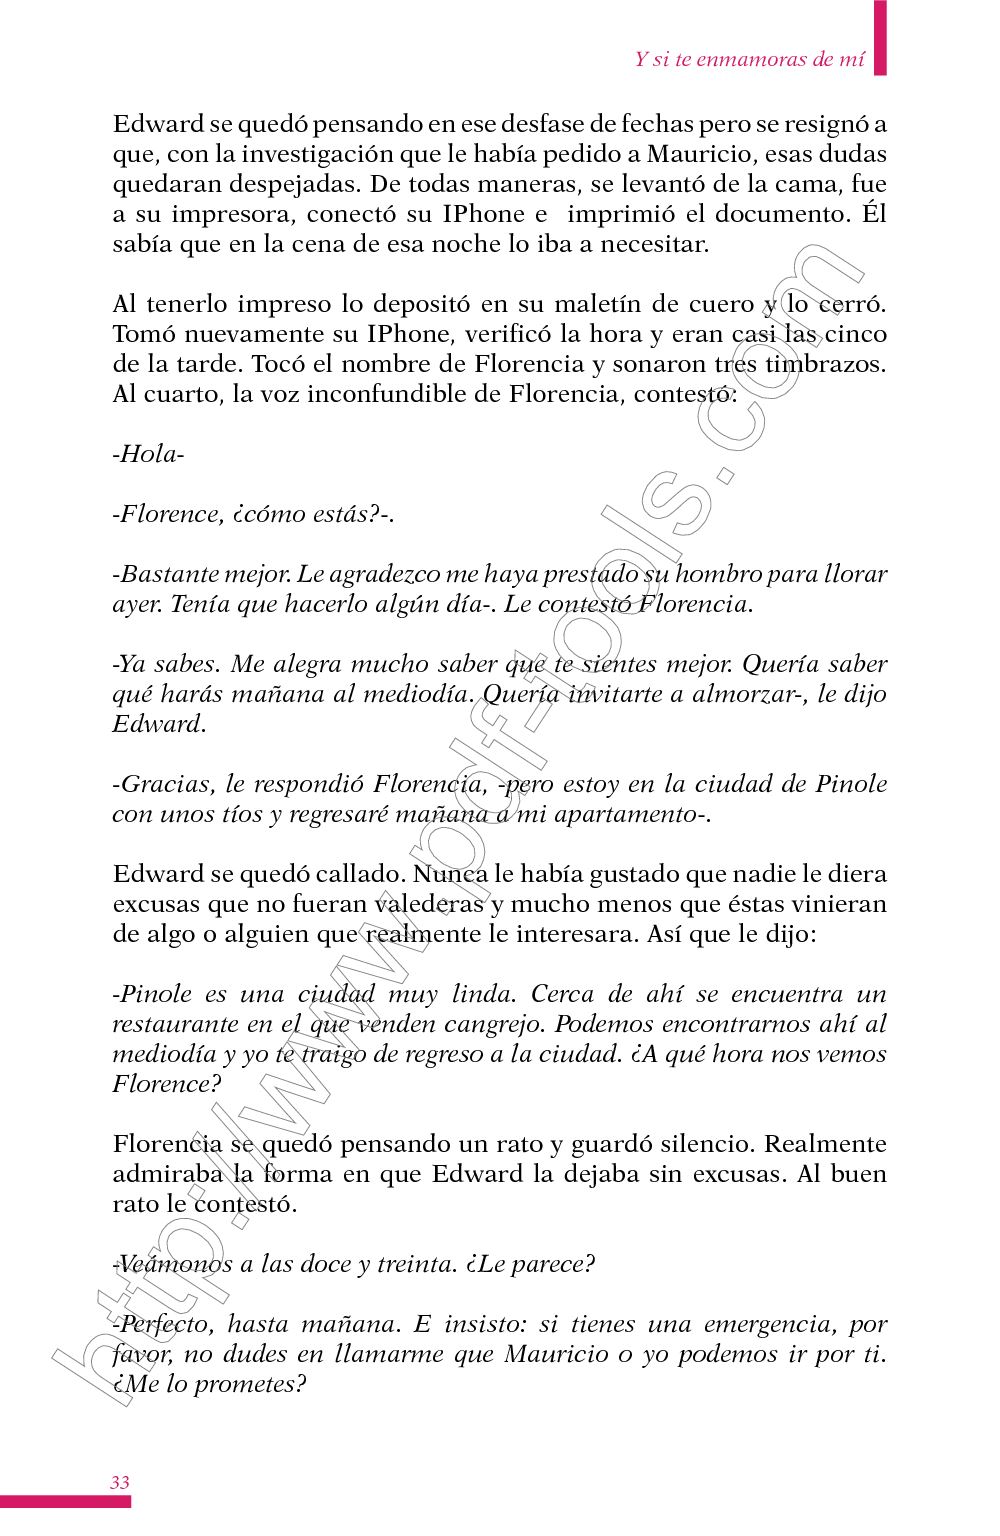 Y si te enmamoras de mí
Edward se quedó pensando en ese desfase de fechas pero se resignó a
que, con la investigación que le había pedido a Mauricio, esas dudas
quedaran despejadas. De todas maneras, se levantó de la cama, fue
a su impresora, conectó su IPhone e  imprimió el documento. Él
sabía que en la cena de esa noche lo iba a necesitar.
Al tenerlo impreso lo depositó en su maletín de cuero y lo cerró.
Tomó nuevamente su IPhone, verificó la hora y eran casi las cinco
de la tarde. Tocó el nombre de Florencia y sonaron tres timbrazos.
Al cuarto, la voz inconfundible de Florencia, contestó:
-Hola-
-Florence, ¿cómo estás?-.
-Bastante mejor. Le agradezco me haya prestado su hombro para llorar
ayer. Tenía que hacerlo algún día-. Le contestó Florencia.
-Ya sabes. Me alegra mucho saber que te sientes mejor. Quería saber
qué harás mañana al mediodía. Quería invitarte a almorzar-, le dijo
Edward.
-Gracias, le respondió Florencia, -pero estoy en la ciudad de Pinole
con unos tíos y regresaré mañana a mi apartamento-.
Edward se quedó callado. Nunca le había gustado que nadie le diera
excusas que no fueran valederas y mucho menos que éstas vinieran
de algo o alguien que realmente le interesara. Así que le dijo:
-Pinole es una ciudad muy linda. Cerca de ahí se encuentra un
restaurante en el que venden cangrejo. Podemos encontrarnos ahí al
mediodía y yo te traigo de regreso a la ciudad. ¿A qué hora nos vemos
Florence?
Florencia se quedó pensando un rato y guardó silencio. Realmente
admiraba la forma en que Edward la dejaba sin excusas. Al buen
rato le contestó.
-Veámonos a las doce y treinta. ¿Le parece?
-Perfecto, hasta mañana. E insisto: si tienes una emergencia, por
favor, no dudes en llamarme que Mauricio o yo podemos ir por ti.
¿Me lo prometes?
33
http://www.pdf-tools.com